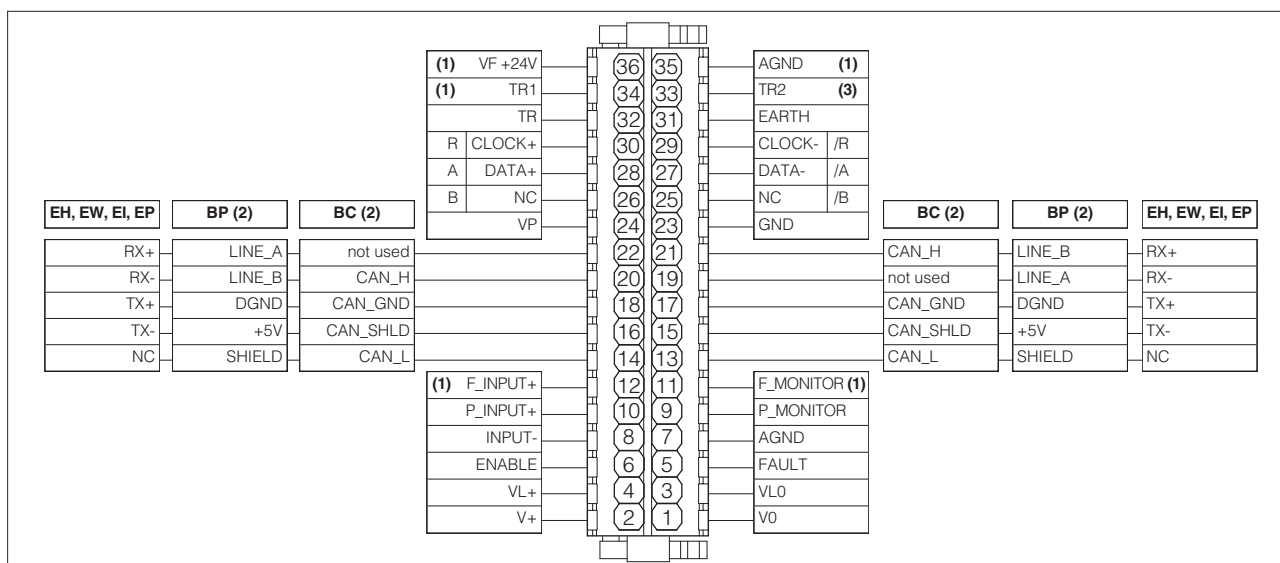 (1) VF +24V 36 35 AGND (1)
(1) TR1 34 33 TR2 (3)
TR 32 31 EARTH
R CLOCK+ 30 29 CLOCK- /R
A DATA+ 28 27 DATA- /A
B NC 26 25 NC /B
EH, EW, EI, EP BP (2) BC (2) VP 24 23 GND BC (2) BP (2) EH, EW, EI, EP
RX+ LINE_A not used 22 21 CAN_H LINE_B RX+
RX- LINE_B CAN_H 20 19 not used LINE_A RX-
TX+ DGND CAN_GND 18 17 CAN_GND DGND TX+
TX- +5V CAN_SHLD 16 15 CAN_SHLD +5V TX-
NC SHIELD CAN_L 14 13 CAN_L SHIELD NC
(1) F_INPUT+ 12 11 F_MONITOR (1)
P_INPUT+ 10 9 P_MONITOR
INPUT- 8 7 AGND
ENABLE 6 5 FAULT
VL+ 4 3 VL0
V+ 2 1 V0